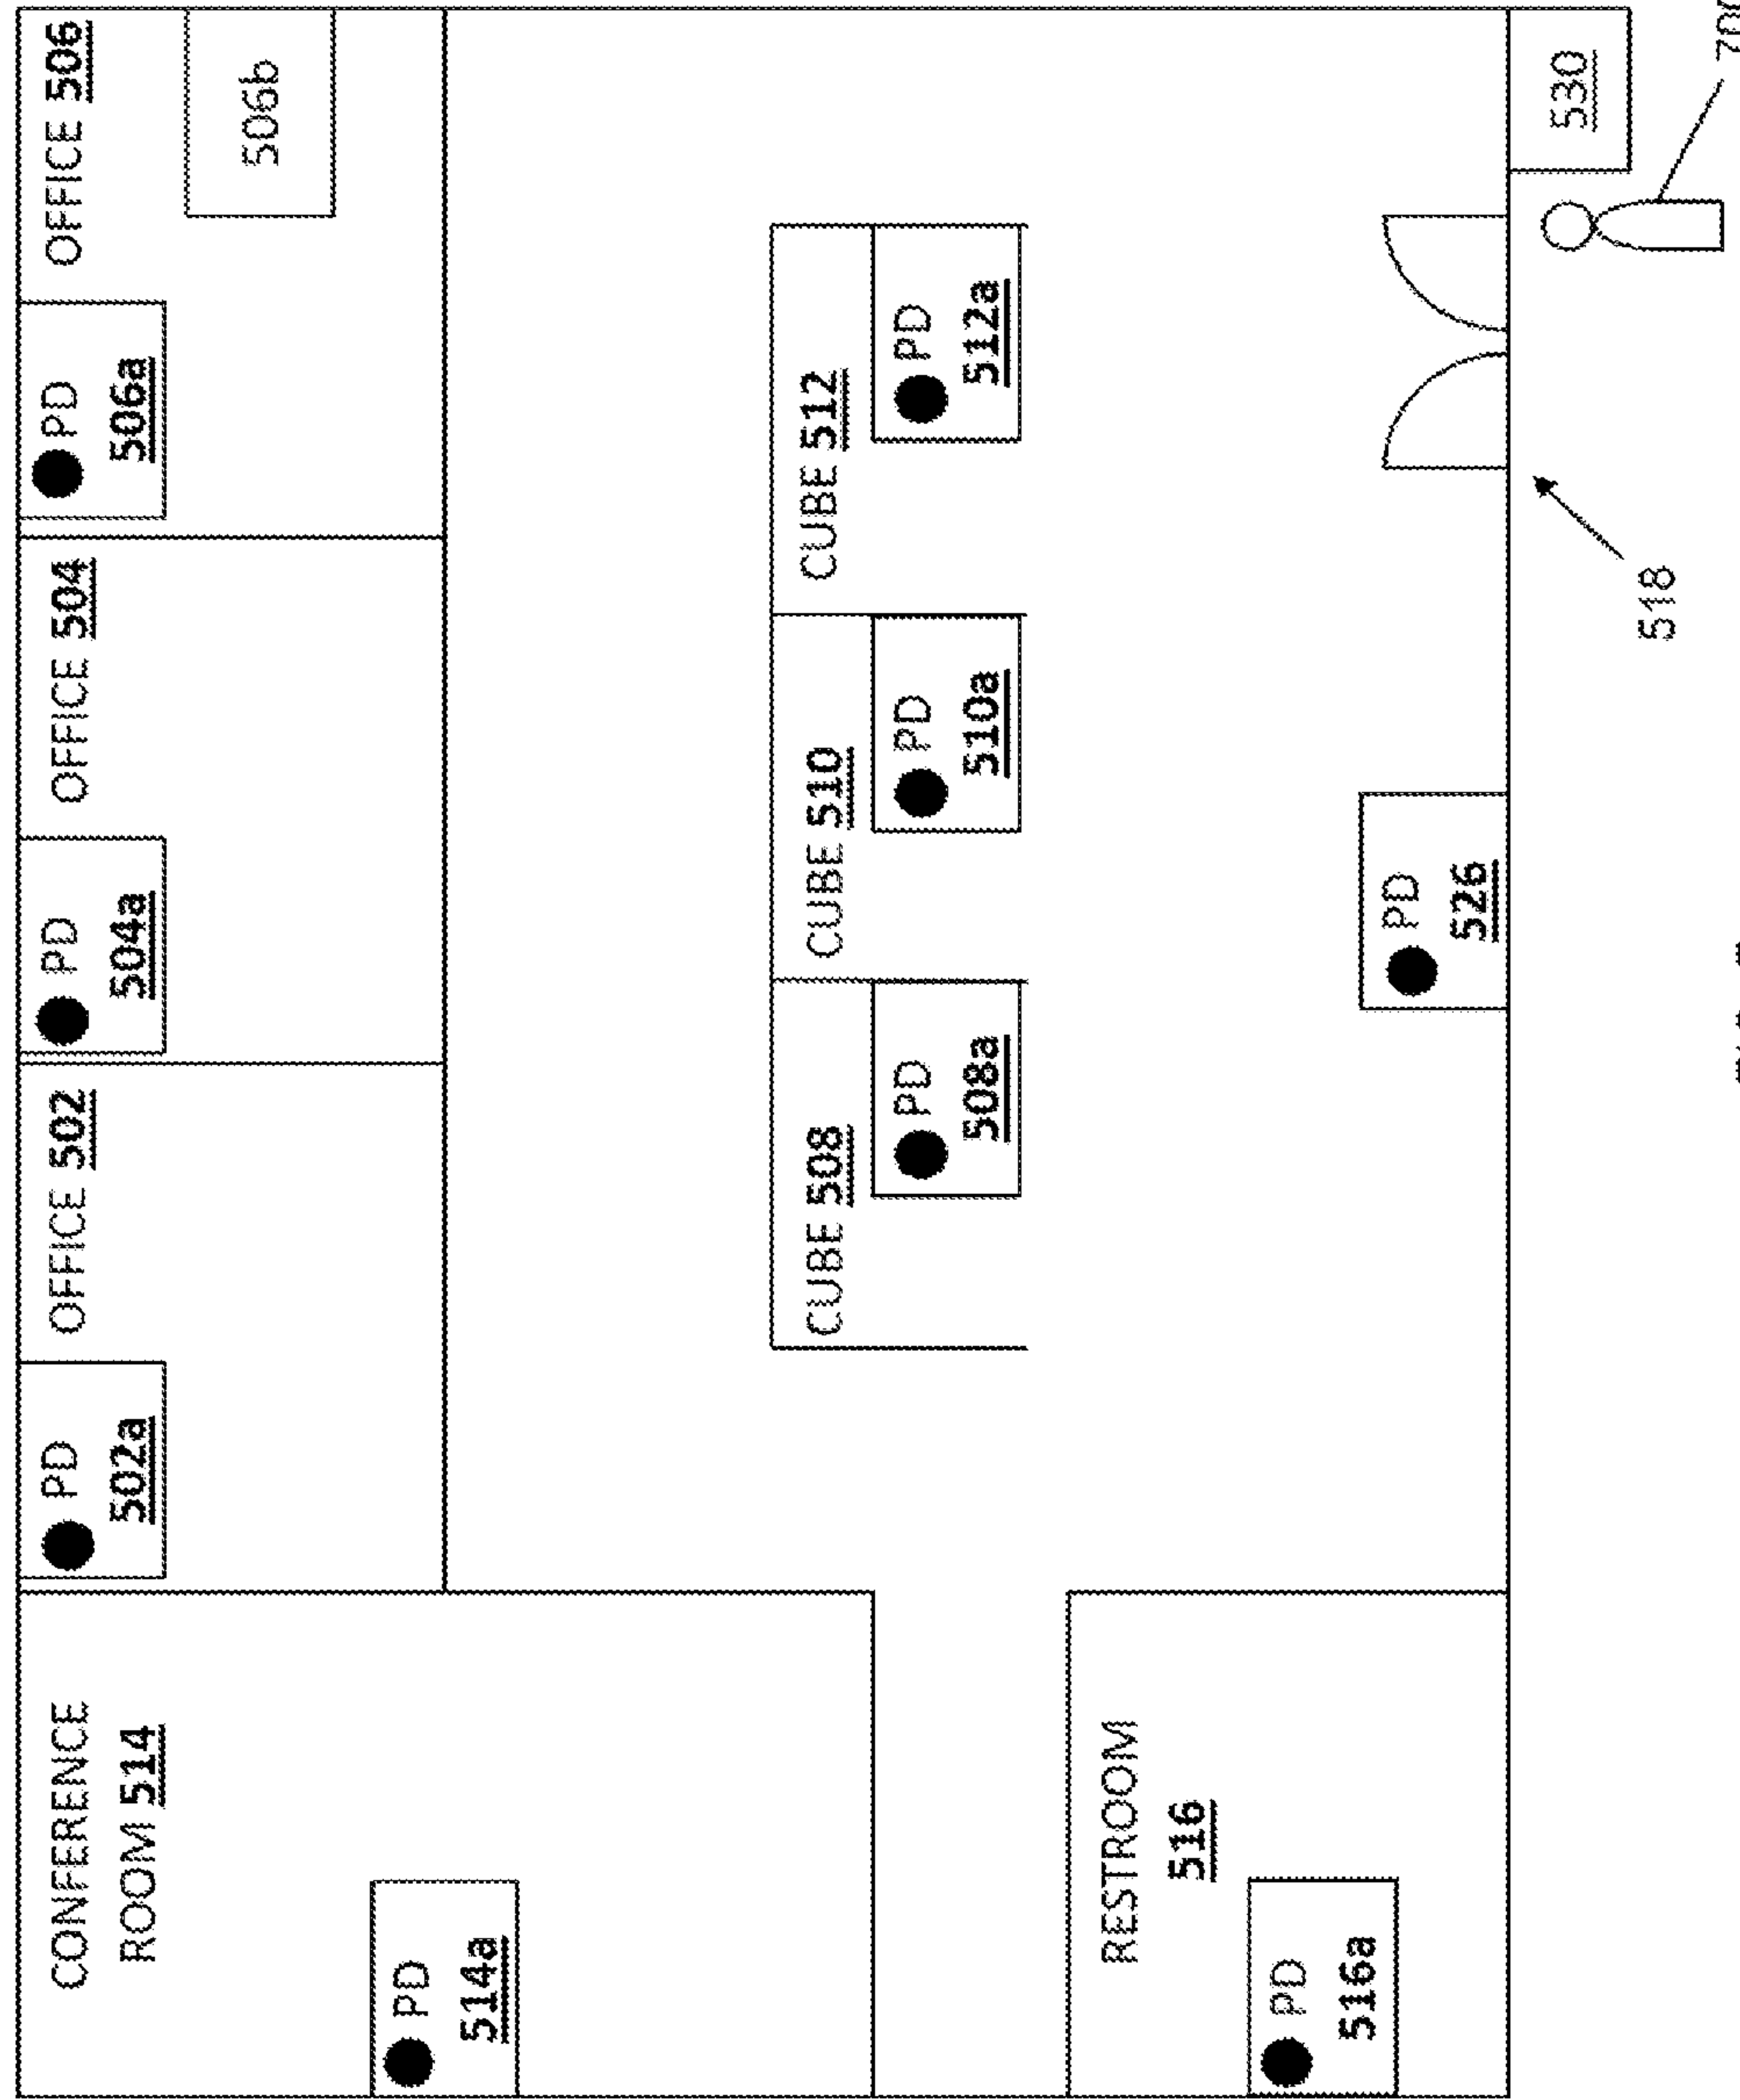 CONFERENCE
ROOM 514
PD
514a
PD
502a
OFFICE 502
PD
504a
OFFICE 504
PD
506a
OFFICE 506
506b
CUBE 508
PD
508a
CUBE 510
PD
510a
CUBE 512
PD
512a
RESTROOM
516
PD
516a
PD
526
518
530